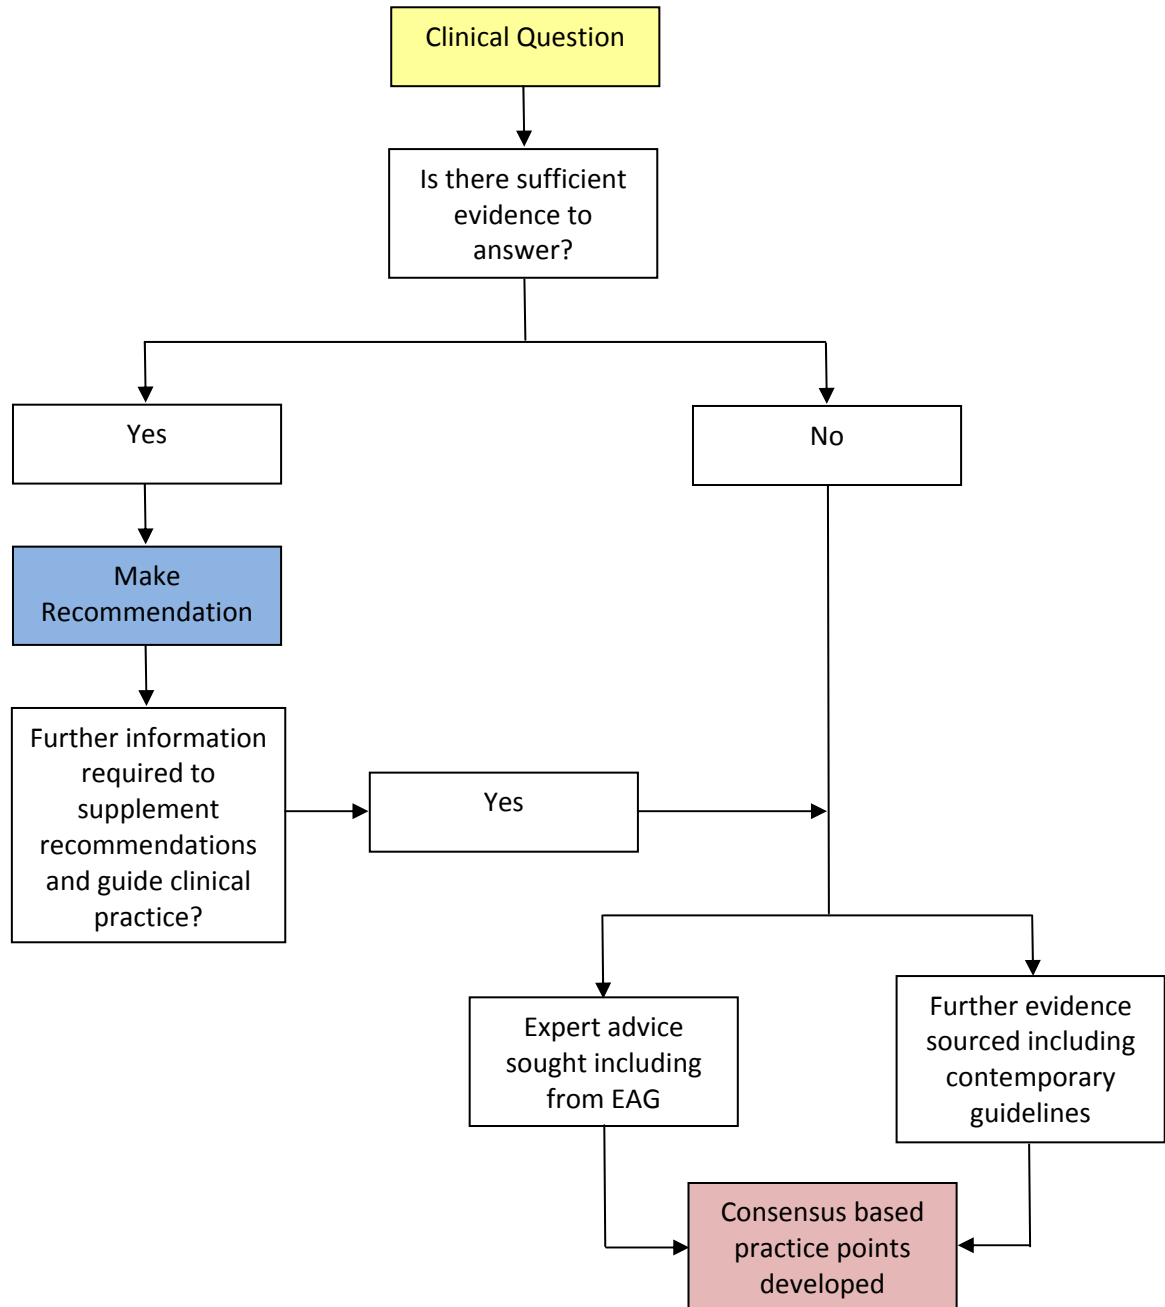 Clinical Question
Is there sufficient
evidence to
answer?
Yes
No
Make
Recommendation
Further information
required to
supplement
recommendations
and guide clinical
practice?
Yes
Expert advice
sought including
from EAG
Further evidence
sourced including
contemporary
guidelines
Consensus based
practice points
developed